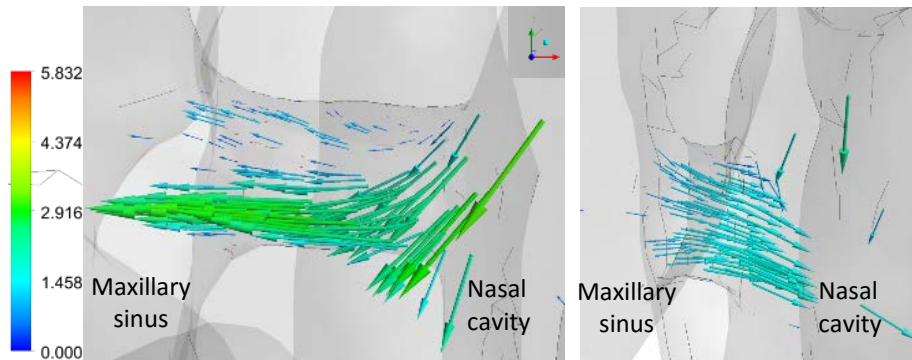 5.832
4.374
2.916
1.458
0.000
Maxillary
sinus
Nasal
cavity
Maxillary
sinus
Nasal
cavity